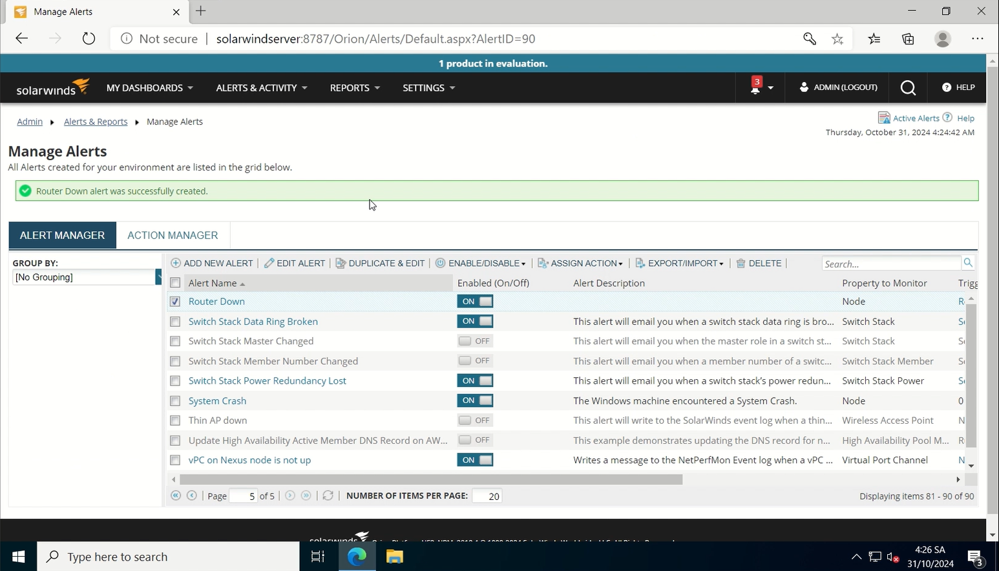 Manage Alerts
Not secure | solarwindserver:8787/Orion/Alerts/Default.aspx?AlertID=90
1 product in evaluation.
solarwinds MY DASHBOARDS ALERTS & ACTIVITY REPORTS SETTINGS 3 ADMIN (LOGOUT) ? HELP
Admin Alerts & Reports Manage Alerts Active Alerts ? Help
Thursday, October 31, 2024 4:24:42 AM
Manage Alerts
All Alerts created for your environment are listed in the grid below.
Router Down alert was successfully created.
ALERT MANAGER ACTION MANAGER
GROUP BY:
[No Grouping]
ADD NEW ALERT | EDIT ALERT | DUPLICATE & EDIT | ENABLE/DISABLE | ASSIGN ACTION | EXPORT/IMPORT | DELETE | Search...
Alert Name Enabled (On/Off) Alert Description Property to Monitor Trigg
Router Down ON Node R
Switch Stack Data Ring Broken ON This alert will email you when a switch stack data ring is bro... Switch Stack S
Switch Stack Master Changed OFF This alert will email you when the master role in a switch st... Switch Stack S
Switch Stack Member Number Changed OFF This alert will email you when a member number of a switc... Switch Stack Member S
Switch Stack Power Redundancy Lost ON This alert will email you when a switch stack's power redun... Switch Stack Power S
System Crash ON The Windows machine encountered a System Crash. Node 0
Thin AP down OFF This alert will write to the SolarWinds event log when a thin... Wireless Access Point N
Update High Availability Active Member DNS Record on AW... OFF This example demonstrates updating the DNS record for n... High Availability Pool M... R
vPC on Nexus node is not up ON Writes a message to the NetPerfMon Event log when a vPC ... Virtual Port Channel N
Page 5 of 5 | NUMBER OF ITEMS PER PAGE: 20 Displaying items 81 - 90 of 90
solarwinds
Type here to search
4:26 SA
31/10/2024
3